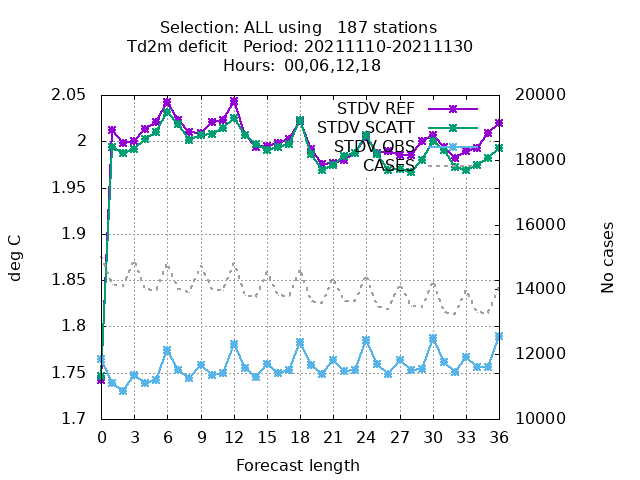 Selection: ALL using   187 stations
Td2m deficit   Period: 20211110-20211130
Hours: 00,06,12,18
2.05
2
1.95
1.9
1.85
1.8
1.75
1.7
deg C
STDV REF
STDV SCATT
STDV OBS
CASES
20000
18000
16000
14000
12000
10000
No cases
0 3 6 9 12 15 18 21 24 27 30 33 36
Forecast length